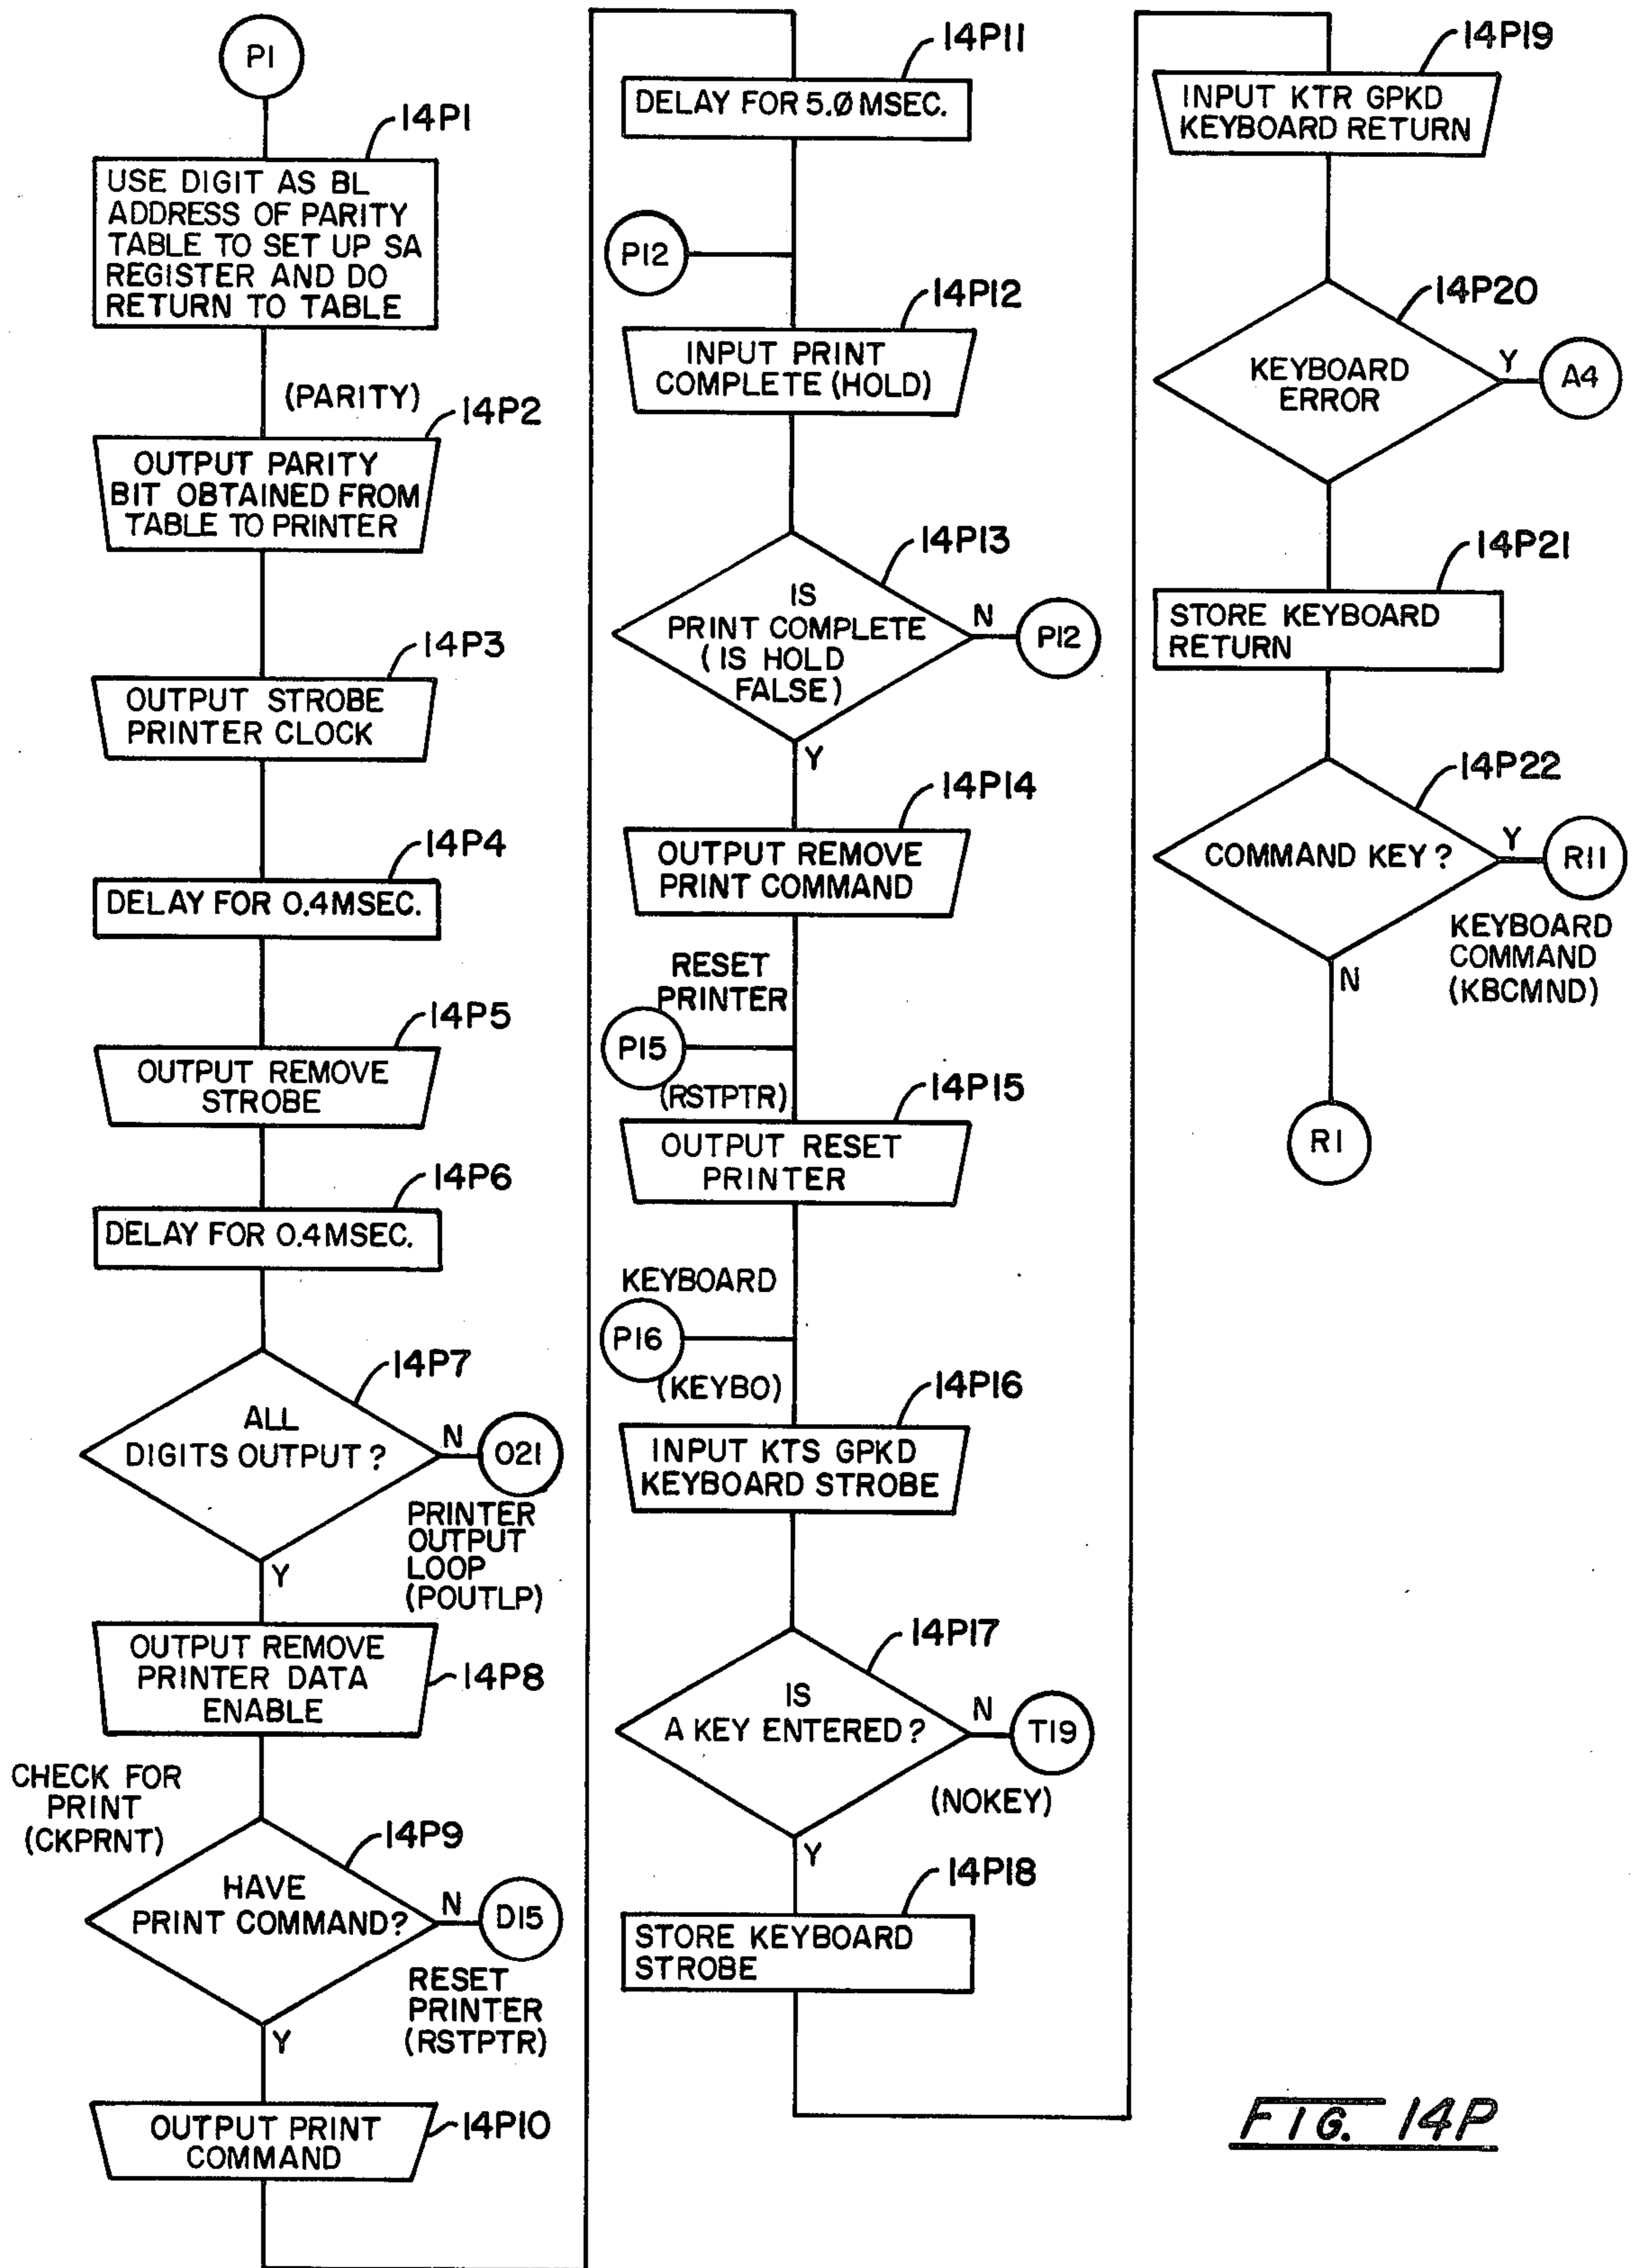 P1
14P1
USE DIGIT AS BL
ADDRESS OF PARITY
TABLE TO SET UP SA
REGISTER AND DO
RETURN TO TABLE
(PARITY)
14P2
OUTPUT PARITY
BIT OBTAINED FROM
TABLE TO PRINTER
14P3
OUTPUT STROBE
PRINTER CLOCK
14P4
DELAY FOR 0.4 MSEC.
14P5
OUTPUT REMOVE
STROBE
14P6
DELAY FOR 0.4 MSEC.
14P7
ALL
DIGITS OUTPUT?
N
O21
PRINTER
OUTPUT
LOOP
(POUTLP)
Y
OUTPUT REMOVE
PRINTER DATA
ENABLE
14P8
CHECK FOR
PRINT
(CKPRNT)
14P9
HAVE
PRINT COMMAND?
N
D15
RESET
PRINTER
(RSTPTR)
Y
OUTPUT PRINT
COMMAND
14P10
14P11
DELAY FOR 5.Ø MSEC.
P12
14P12
INPUT PRINT
COMPLETE (HOLD)
14P13
IS
PRINT COMPLETE
(IS HOLD
FALSE)
N
P12
Y
14P14
OUTPUT REMOVE
PRINT COMMAND
RESET
PRINTER
P15
(RSTPTR)
14P15
OUTPUT RESET
PRINTER
KEYBOARD
P16
(KEYBO)
14P16
INPUT KTS GPKD
KEYBOARD STROBE
14P17
IS
A KEY ENTERED?
N
T19
(NOKEY)
Y
14P18
STORE KEYBOARD
STROBE
14P19
INPUT KTR GPKD
KEYBOARD RETURN
14P20
KEYBOARD
ERROR
Y
A4
14P21
STORE KEYBOARD
RETURN
14P22
COMMAND KEY?
Y
R11
KEYBOARD
COMMAND
(KBCMND)
N
R1
FIG. 14P